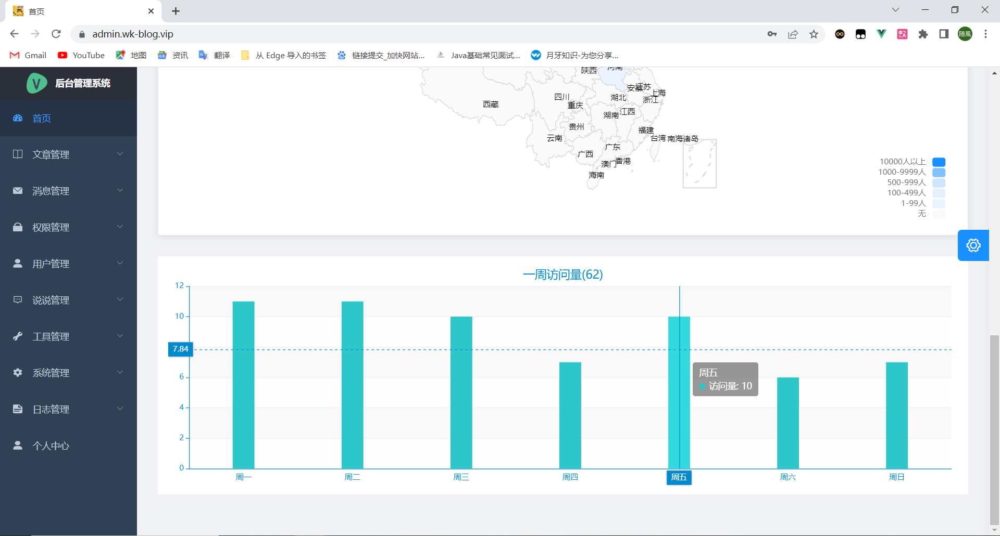 首页
admin.wk-blog.vip
随風
Gmail
YouTube
地图
资讯
翻译
从 Edge 导入的书签
链接提交_加快网站...
Java基础常见面试...
月牙知识-为您分享...
V
后台管理系统
首页
文章管理
消息管理
权限管理
用户管理
说说管理
工具管理
系统管理
日志管理
个人中心
陕西
河南
安徽
江苏
上海
四川
湖北
浙江
西藏
重庆
江西
湖南
贵州
福建
云南
台湾
南海诸岛
广东
广西
香港
澳门
海南
10000人以上
1000-9999人
500-999人
100-499人
1-99人
无
一周访问量(62)
12
10
7.84
6
4
2
0
周五
访问量: 10
周一
周二
周三
周四
周五
周六
周日